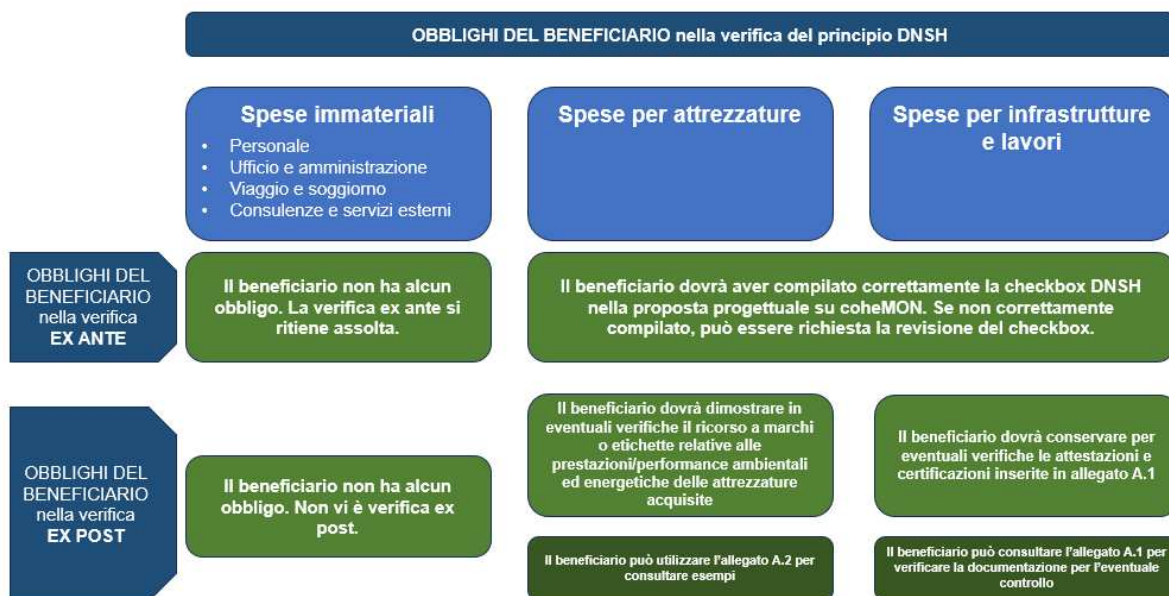 OBBLIGHI DEL BENEFICIARIO nella verifica del principio DNSH
Spese immateriali
• Personale
• Ufficio e amministrazione
• Viaggio e soggiorno
• Consulenze e servizi esterni
Spese per attrezzature
Spese per infrastrutture
e lavori
OBBLIGHI DEL
BENEFICIARIO
nella verifica
EX ANTE
Il beneficiario non ha alcun
obbligo. La verifica ex ante si
ritiene assolta.
Il beneficiario dovrà aver compilato correttamente la checkbox DNSH
nella proposta progettuale su coheMON. Se non correttamente
compilato, può essere richiesta la revisione del checkbox.
OBBLIGHI DEL
BENEFICIARIO
nella verifica
EX POST
Il beneficiario non ha alcun
obbligo. Non vi è verifica ex
post.
Il beneficiario dovrà dimostrare in
eventuali verifiche il ricorso a marchi
o etichette relative alle
prestazioni/performance ambientali
ed energetiche delle attrezzature
acquisite
Il beneficiario dovrà conservare per
eventuali verifiche le attestazioni e
certificazioni inserite in allegato A.1
Il beneficiario può utilizzare l'allegato A.2 per
consultare esempi
Il beneficiario può consultare l'allegato A.1 per
verificare la documentazione per l'eventuale
controllo